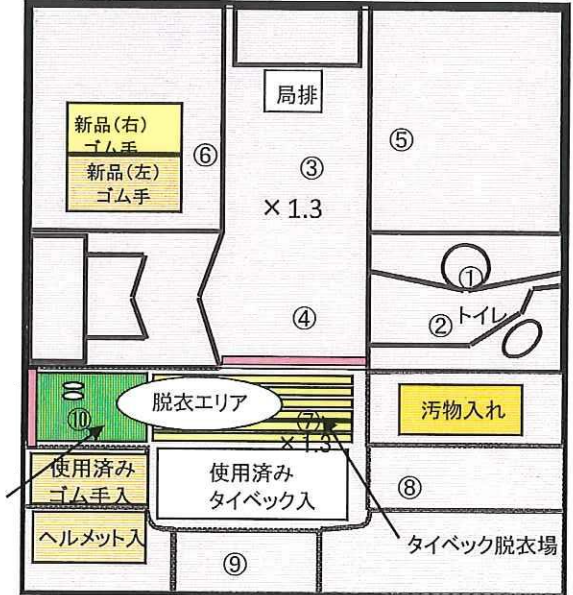 局排
新品(右)
ゴム手
新品(左)
ゴム手
⑥
③
×1.3
⑤
①
④
②
トイレ
⑩
脱衣エリア
⑦
×1.3
汚物入れ
使用済み
ゴム手入
使用済み
タイベック入
⑧
ヘルメット入
⑨
タイベック脱衣場